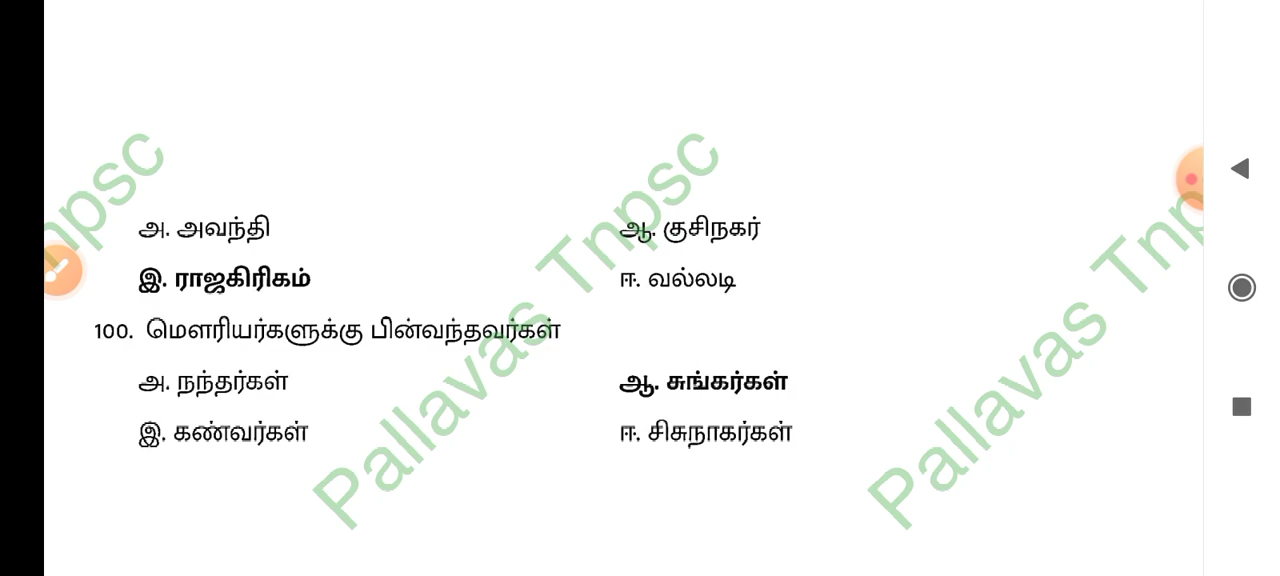 அ. அவந்தி ஆ. குசிநகர்
இ. ராஜகிரிகம் ஈ. வல்லடி
100. மௌரியர்களுக்கு பின்வந்தவர்கள்
அ. நந்தர்கள் ஆ. சுங்கர்கள்
இ. கண்வர்கள் ஈ. சிசுநாகர்கள்
Tnpsc
Pallavas Tnpsc
Pallavas Tnp